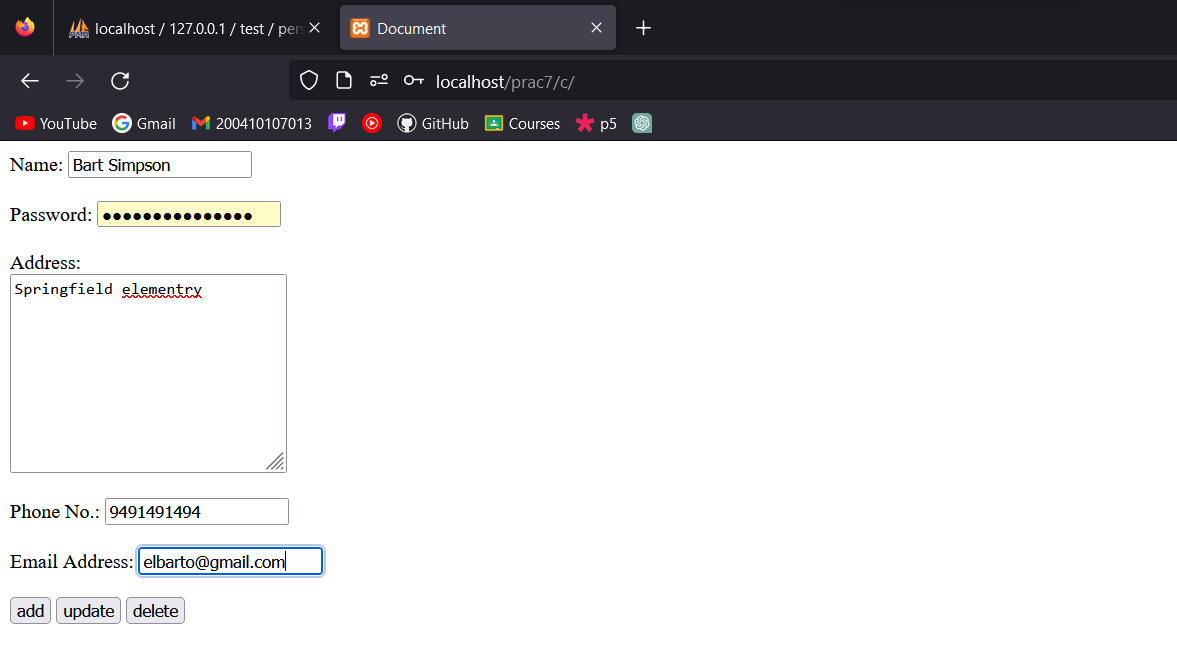 localhost / 127.0.0.1 / test / pers
Document
localhost/prac7/c/
YouTube Gmail 200410107013 GitHub Courses p5
Name: Bart Simpson
Password: ●●●●●●●●●●●●●●●
Address:
Springfield elementry
Phone No.: 9491491494
Email Address: elbarto@gmail.com
add update delete